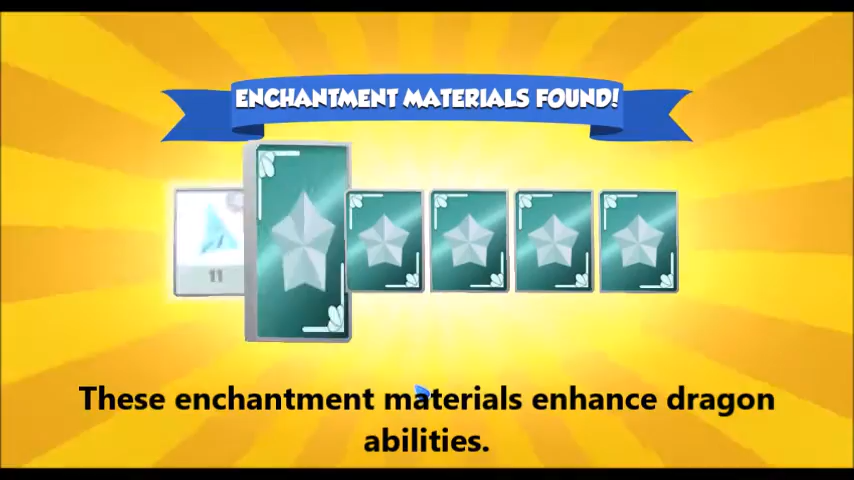 ENCHANTMENT MATERIALS FOUND!
11
These enchantment materials enhance dragon
abilities.